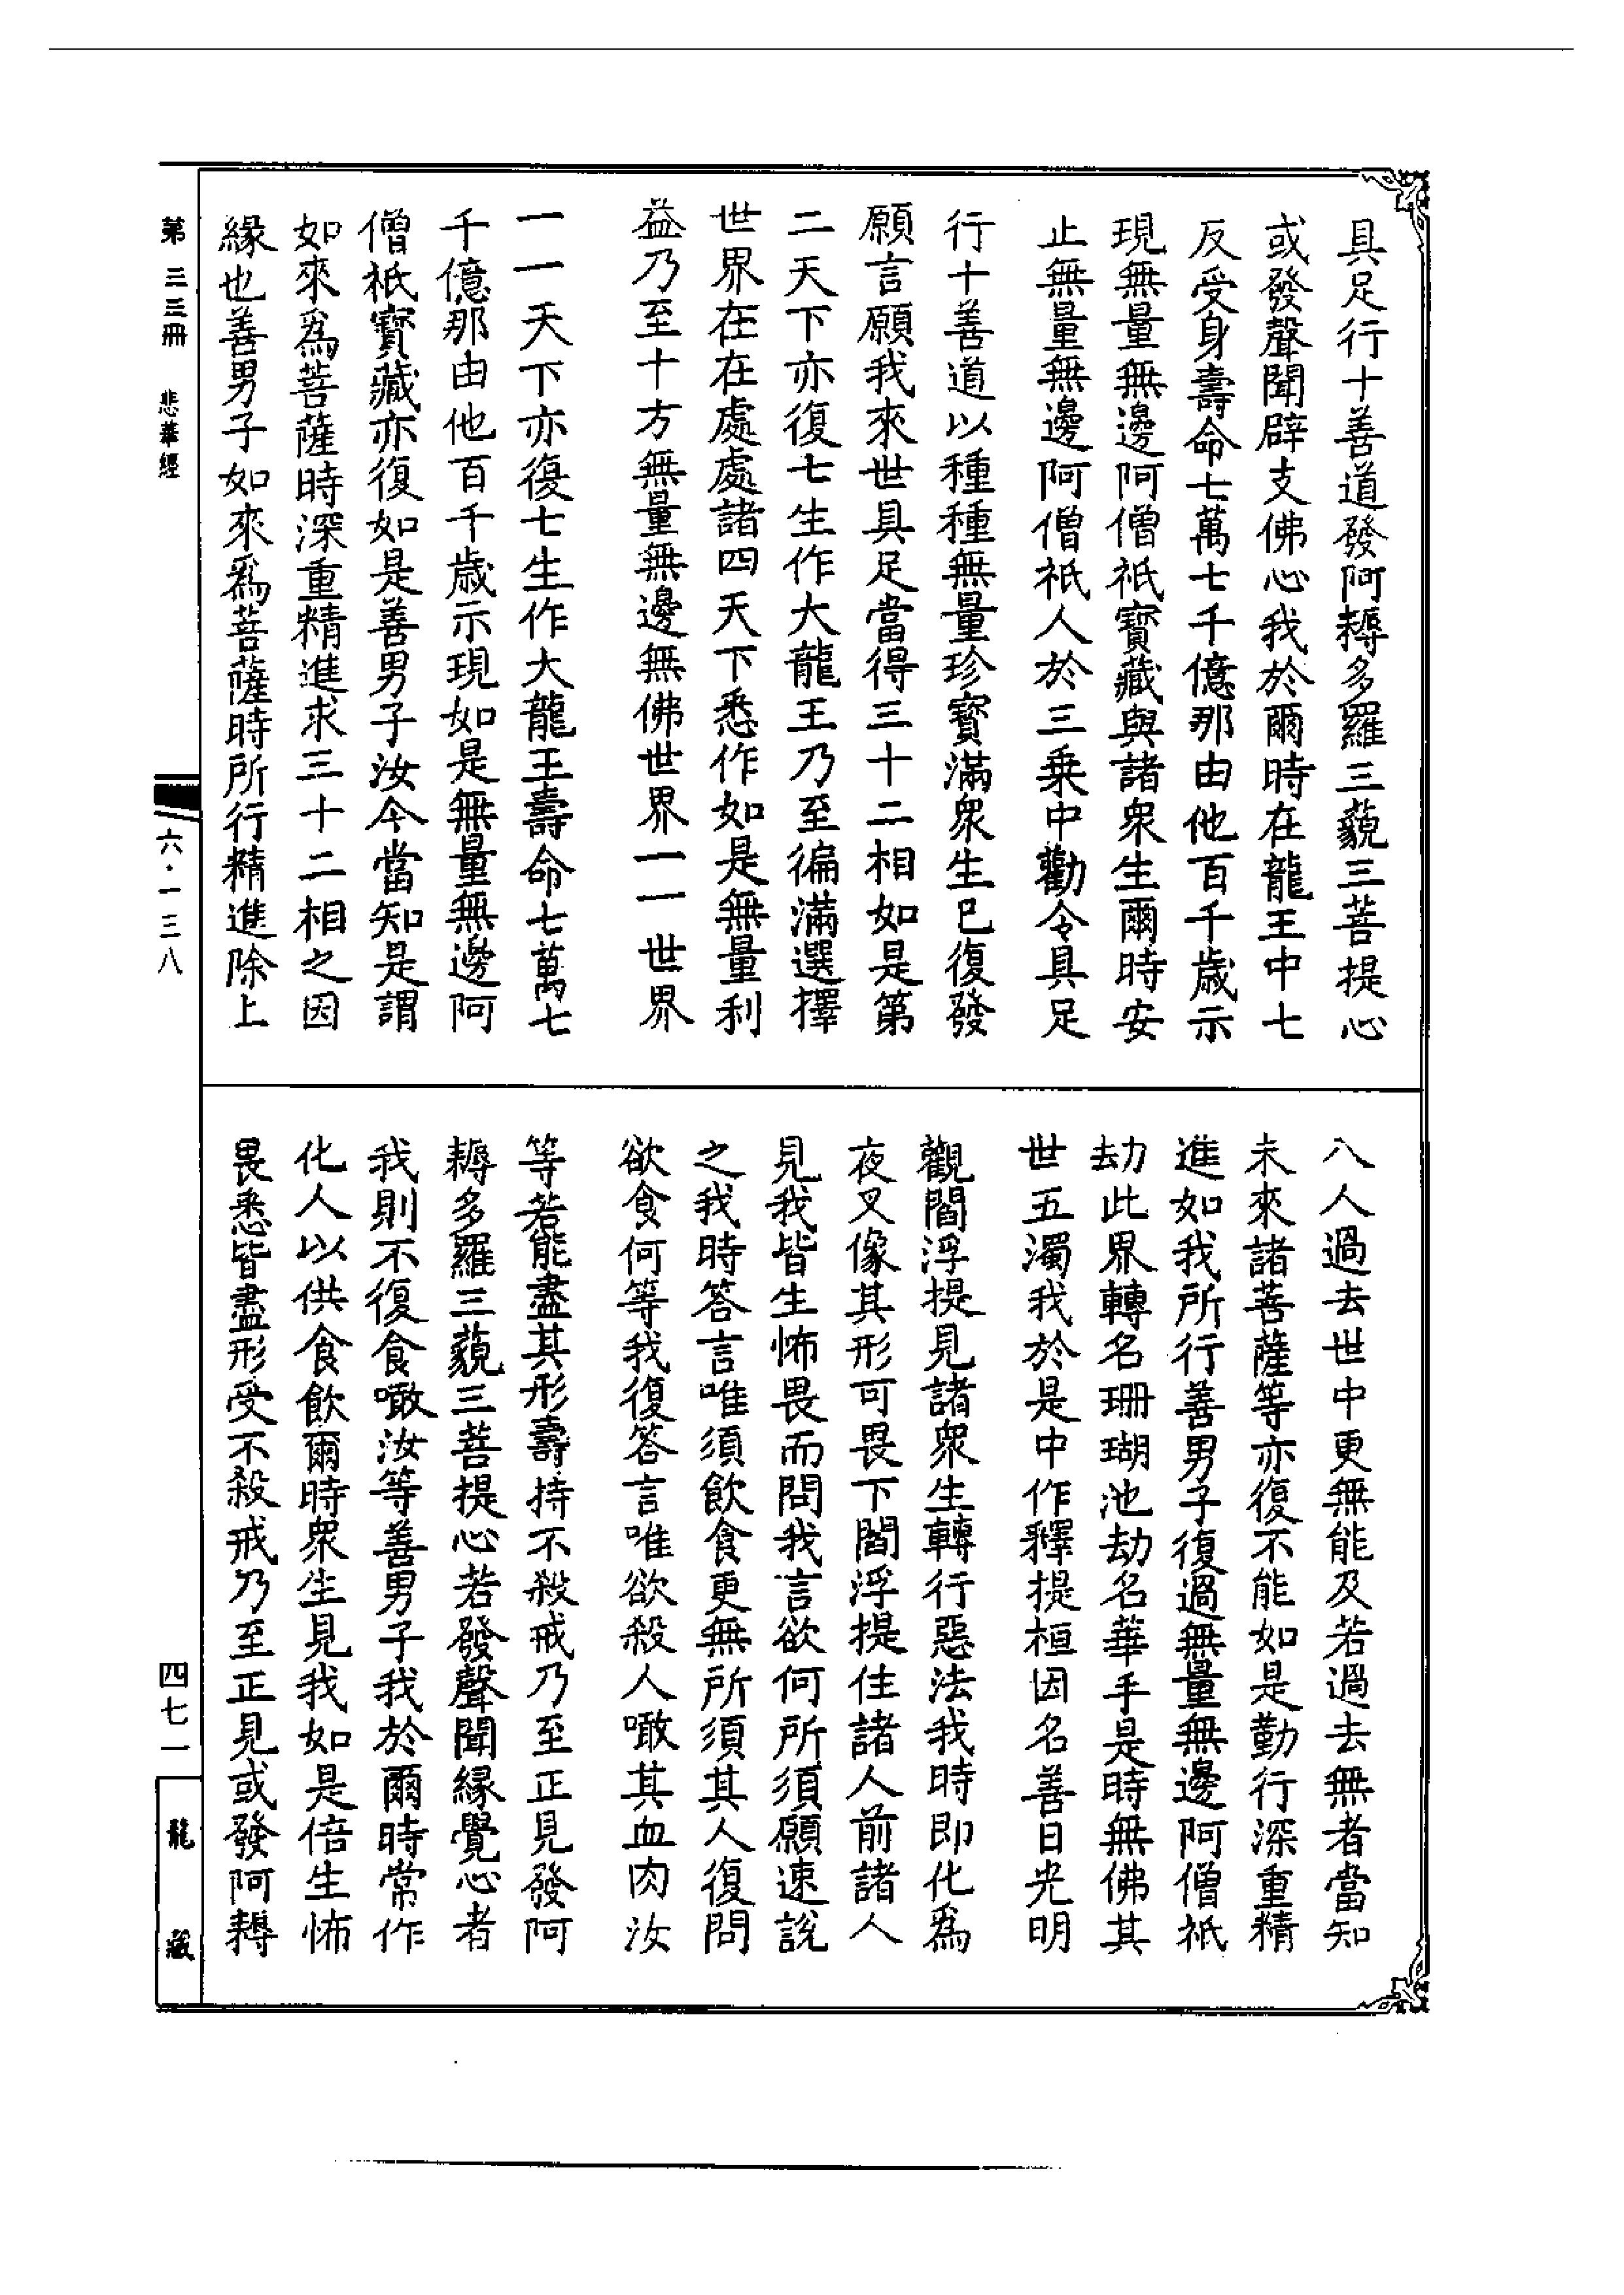 具足行十善道發阿耨多羅三藐三菩提心
或發聲聞辟支佛心我於爾時在龍王中七
反受身壽命七萬七千億那由他百千歲示
現無量無邊阿僧祇寶藏與諸衆生爾時安
止無量無邊阿僧祇人於三乗中勸令具足
行十善道以種種無量珍寶滿衆生已復發
願言願我來世具足當得三十二相如是第
二天下亦復七生作大龍王乃至徧滿選擇
世界在在處處諸四天下悉作如是無量利
益乃至十方無量無邊無佛世界一一世界
一一天下亦復七生作大龍王壽命七萬七
千億那由他百千歲示現如是無量無邊阿
僧祇寶藏亦復如是善男子汝今當知是謂
如來爲菩薩時深重精進求三十二相之因
緣也善男子如來爲菩薩時所行精進除上
八人過去世中更無能及若過去無者當知
未來諸菩薩等亦復不能如是勤行深重精
進如我所行善男子復過無量無邊阿僧祇
劫此界轉名珊瑚池劫名華手是時無佛其
世五濁我於是中作釋提桓因名善日光明
觀閻浮提見諸衆生轉行惡法我時即化爲
夜叉像其形可畏下閻浮提住諸人前諸人
見我皆生怖畏而問我言欲何所須願速說
之我時答言唯須飲食更無所須其人復問
欲食何等我復答言唯欲殺人噉其血肉汝
等若能盡其形壽持不殺戒乃至正見發阿
耨多羅三藐三菩提心若發聲聞緣覺心者
我則不復食噉汝等善男子我於爾時常作
化人以供食飲爾時衆生見我如是倍生怖
畏悉皆盡形受不殺戒乃至正見或發阿耨
第三三冊 悲華經
六·一三八
四七一
龍藏